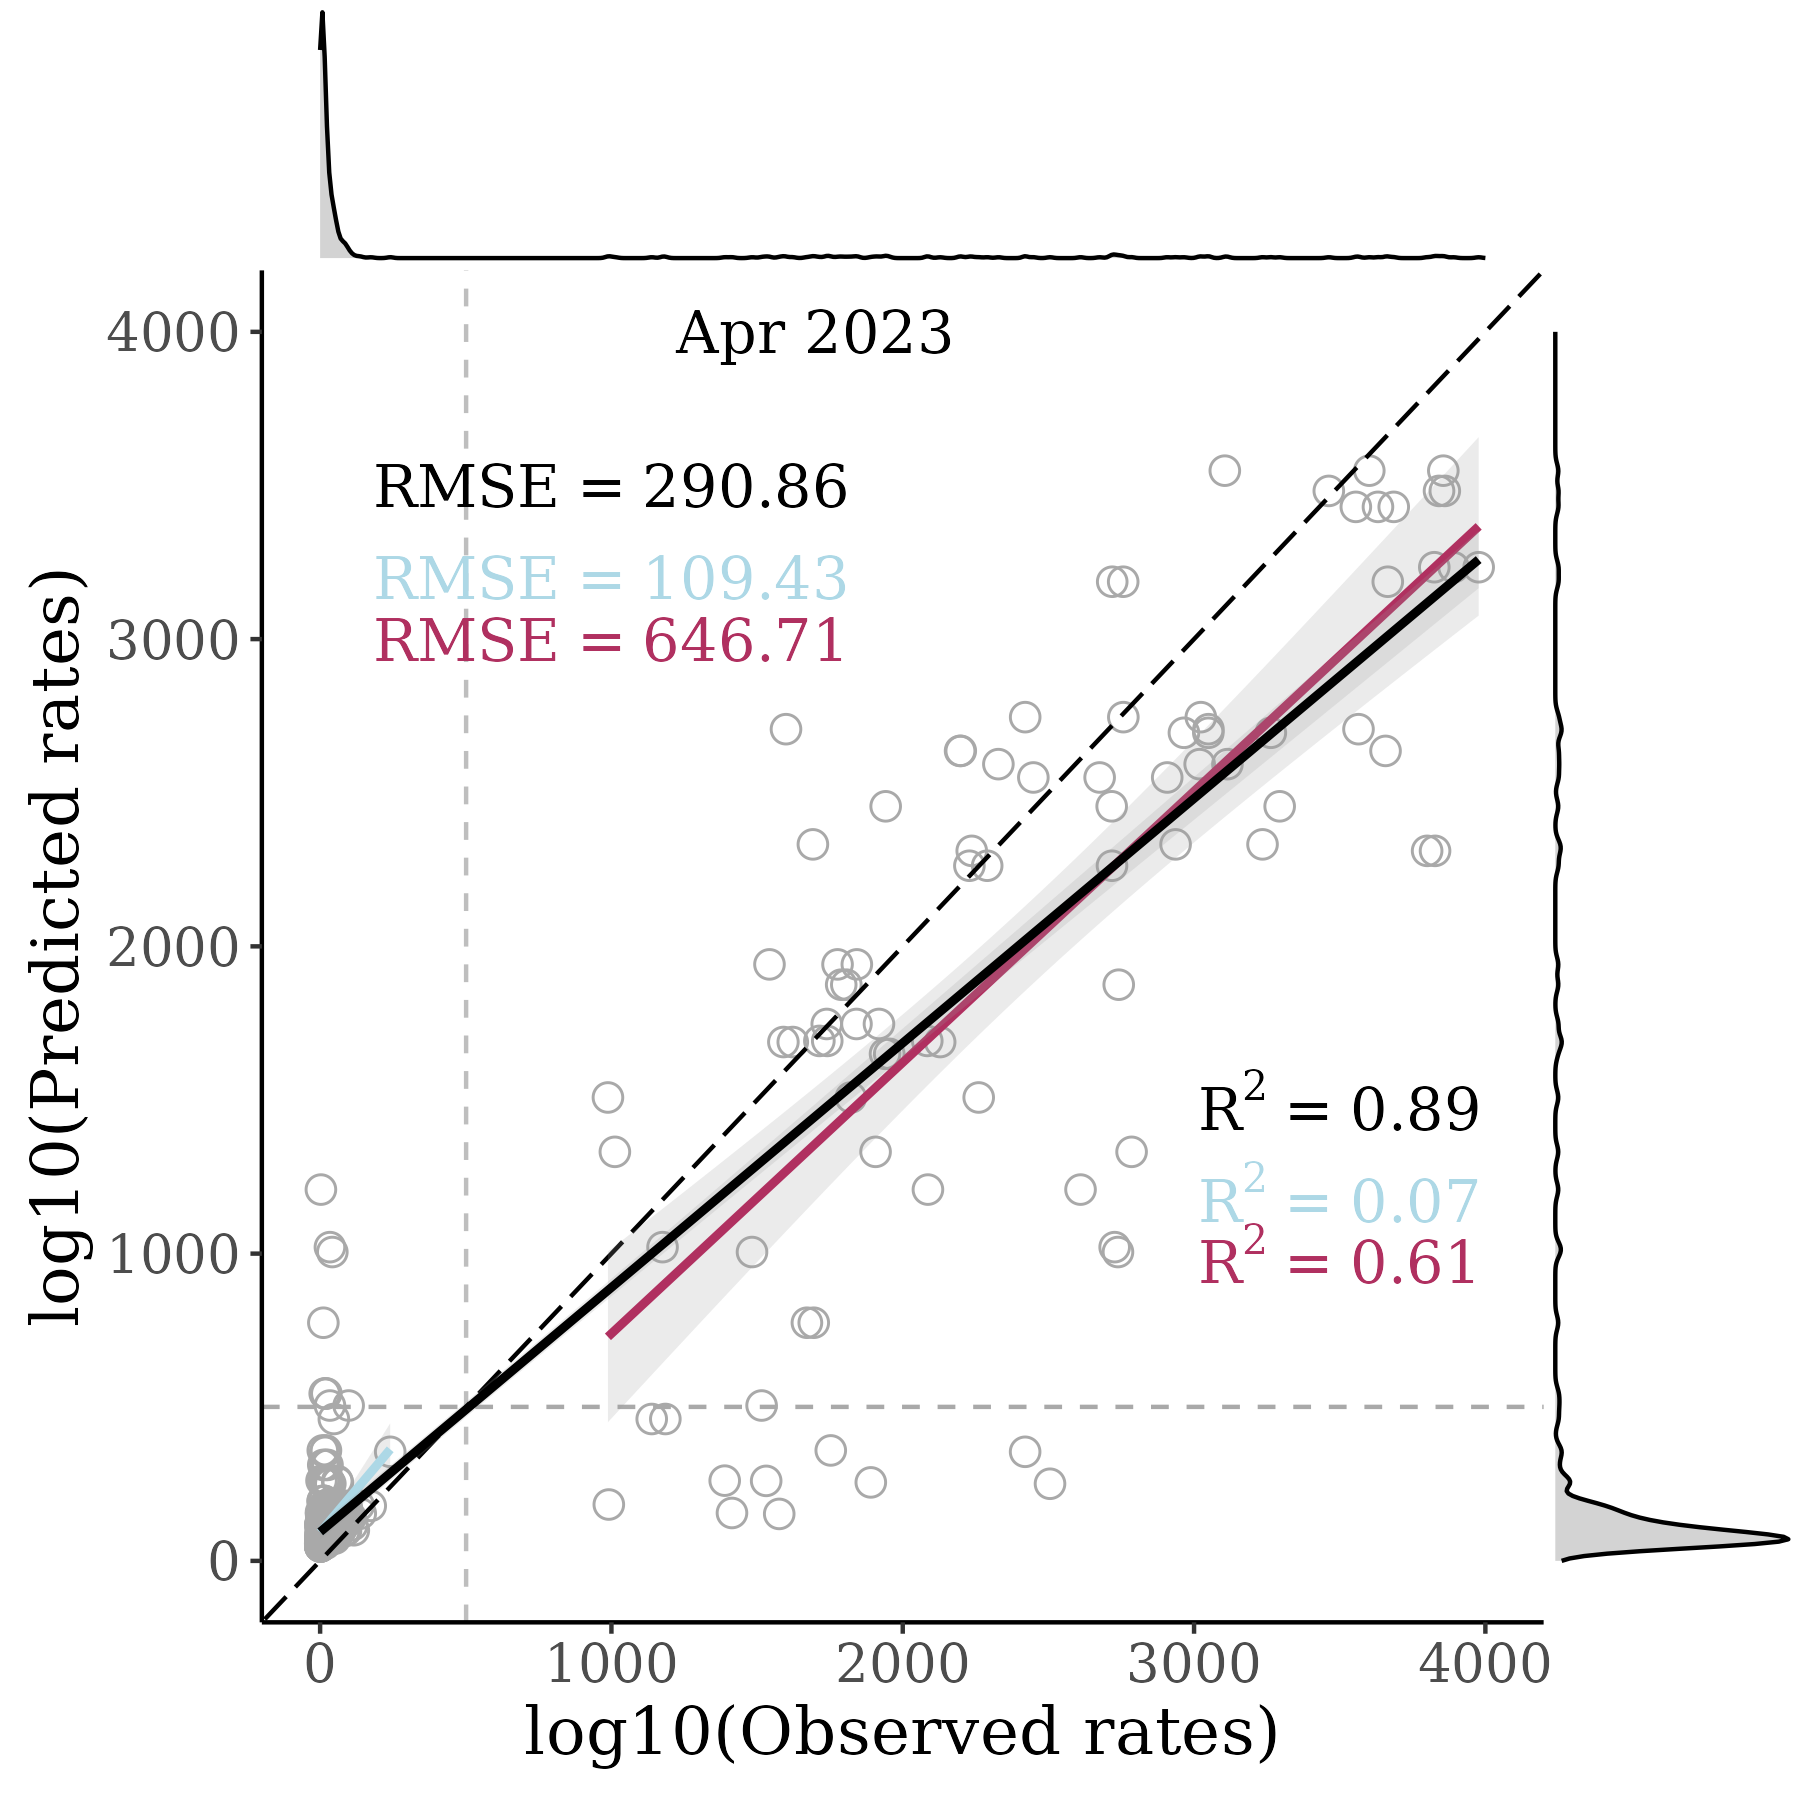 Apr 2023
RMSE = 290.86
RMSE = 109.43
RMSE = 646.71
R² = 0.89
R² = 0.07
R² = 0.61
log10(Predicted rates)
4000
3000
2000
1000
0
0 1000 2000 3000 4000
log10(Observed rates)